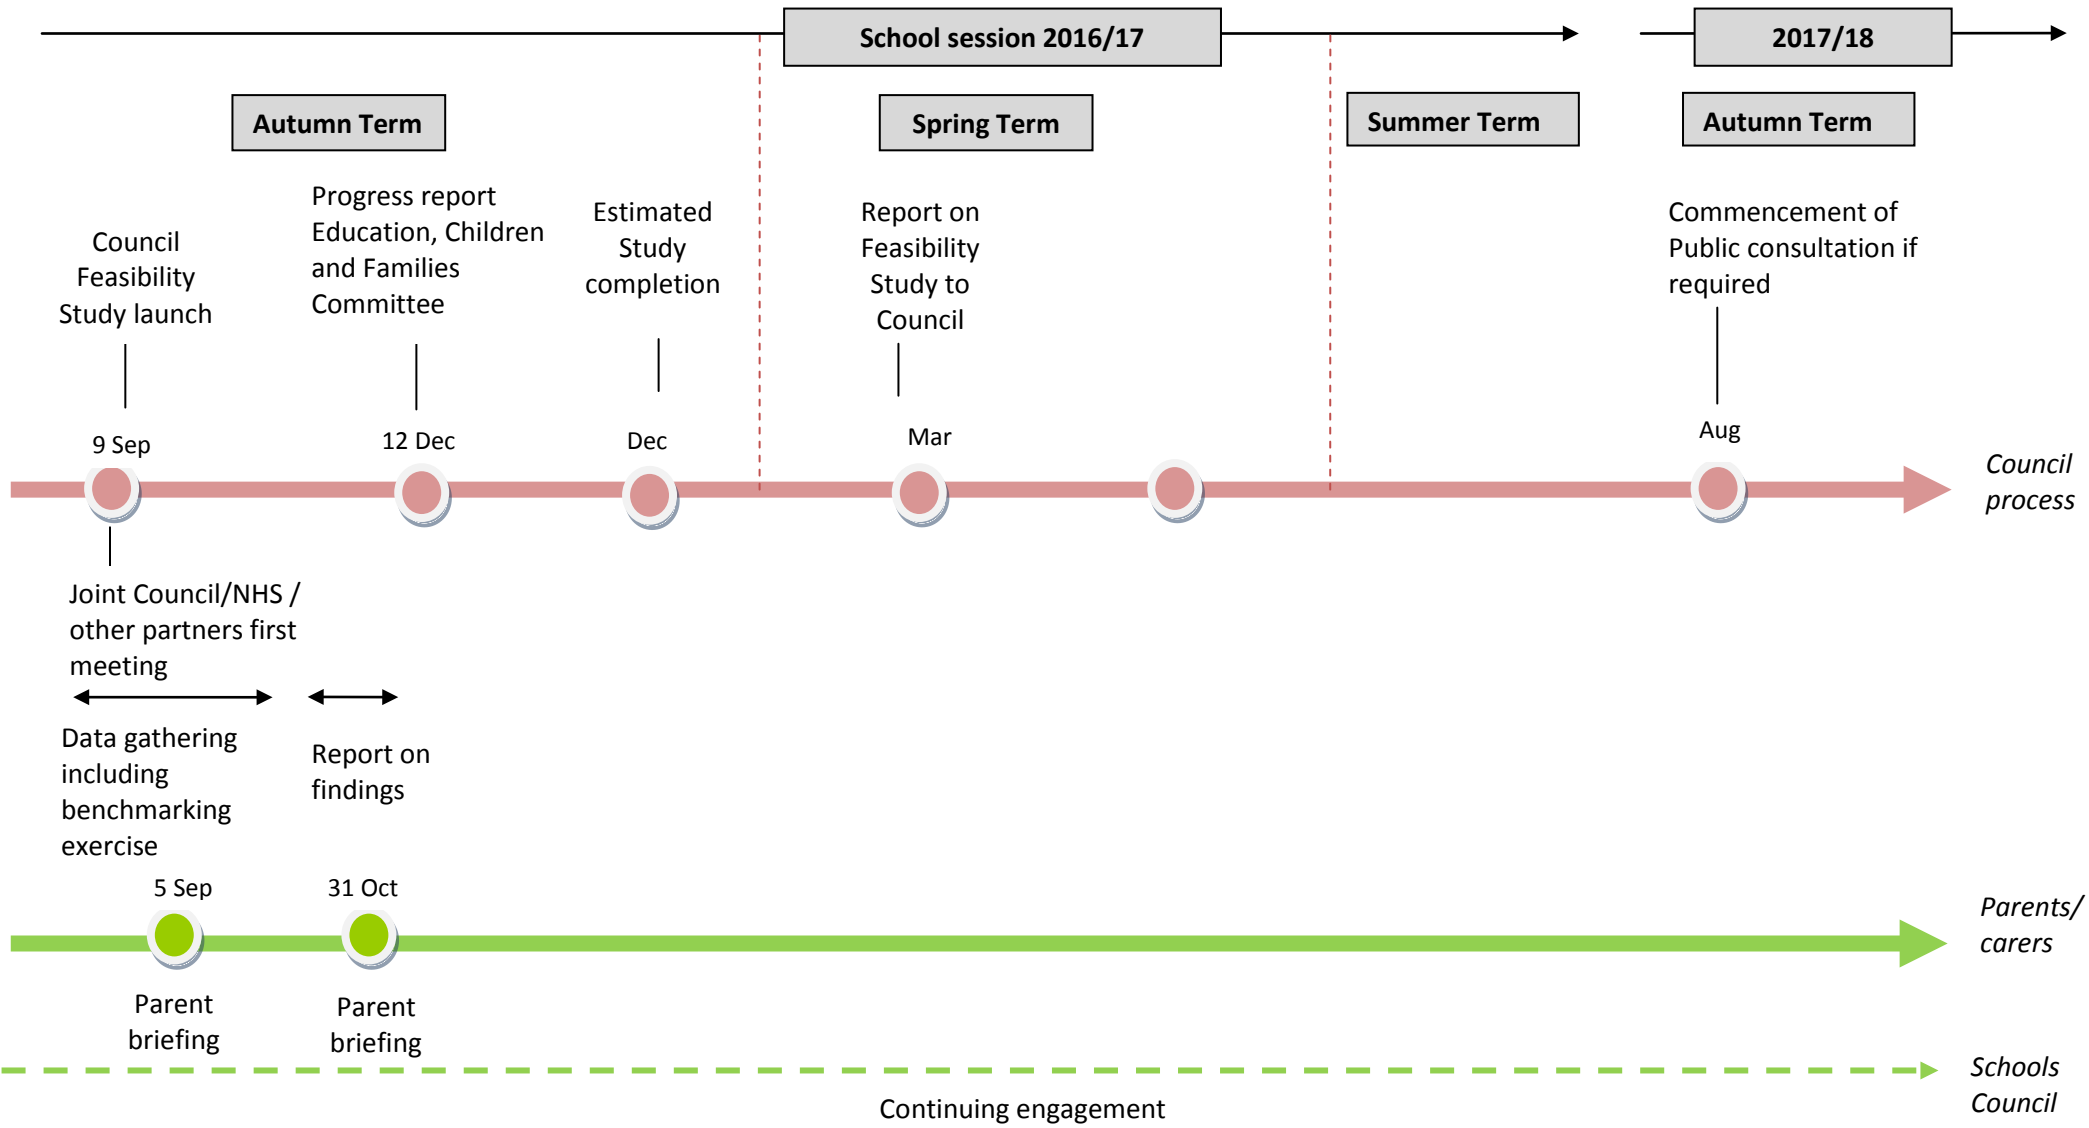 School session 2016/17
2017/18
Autumn Term
Spring Term
Summer Term
Autumn Term
Council
Feasibility
Study launch
Progress report
Education, Children
and Families
Committee
Estimated
Study
completion
Report on
Feasibility
Study to
Council
Commencement of
Public consultation if
required
9 Sep
12 Dec
Dec
Mar
Aug
Council
process
Joint Council/NHS /
other partners first
meeting
Data gathering
including
benchmarking
exercise
Report on
findings
5 Sep
31 Oct
Parents/
carers
Parent
briefing
Parent
briefing
Schools
Council
Continuing engagement